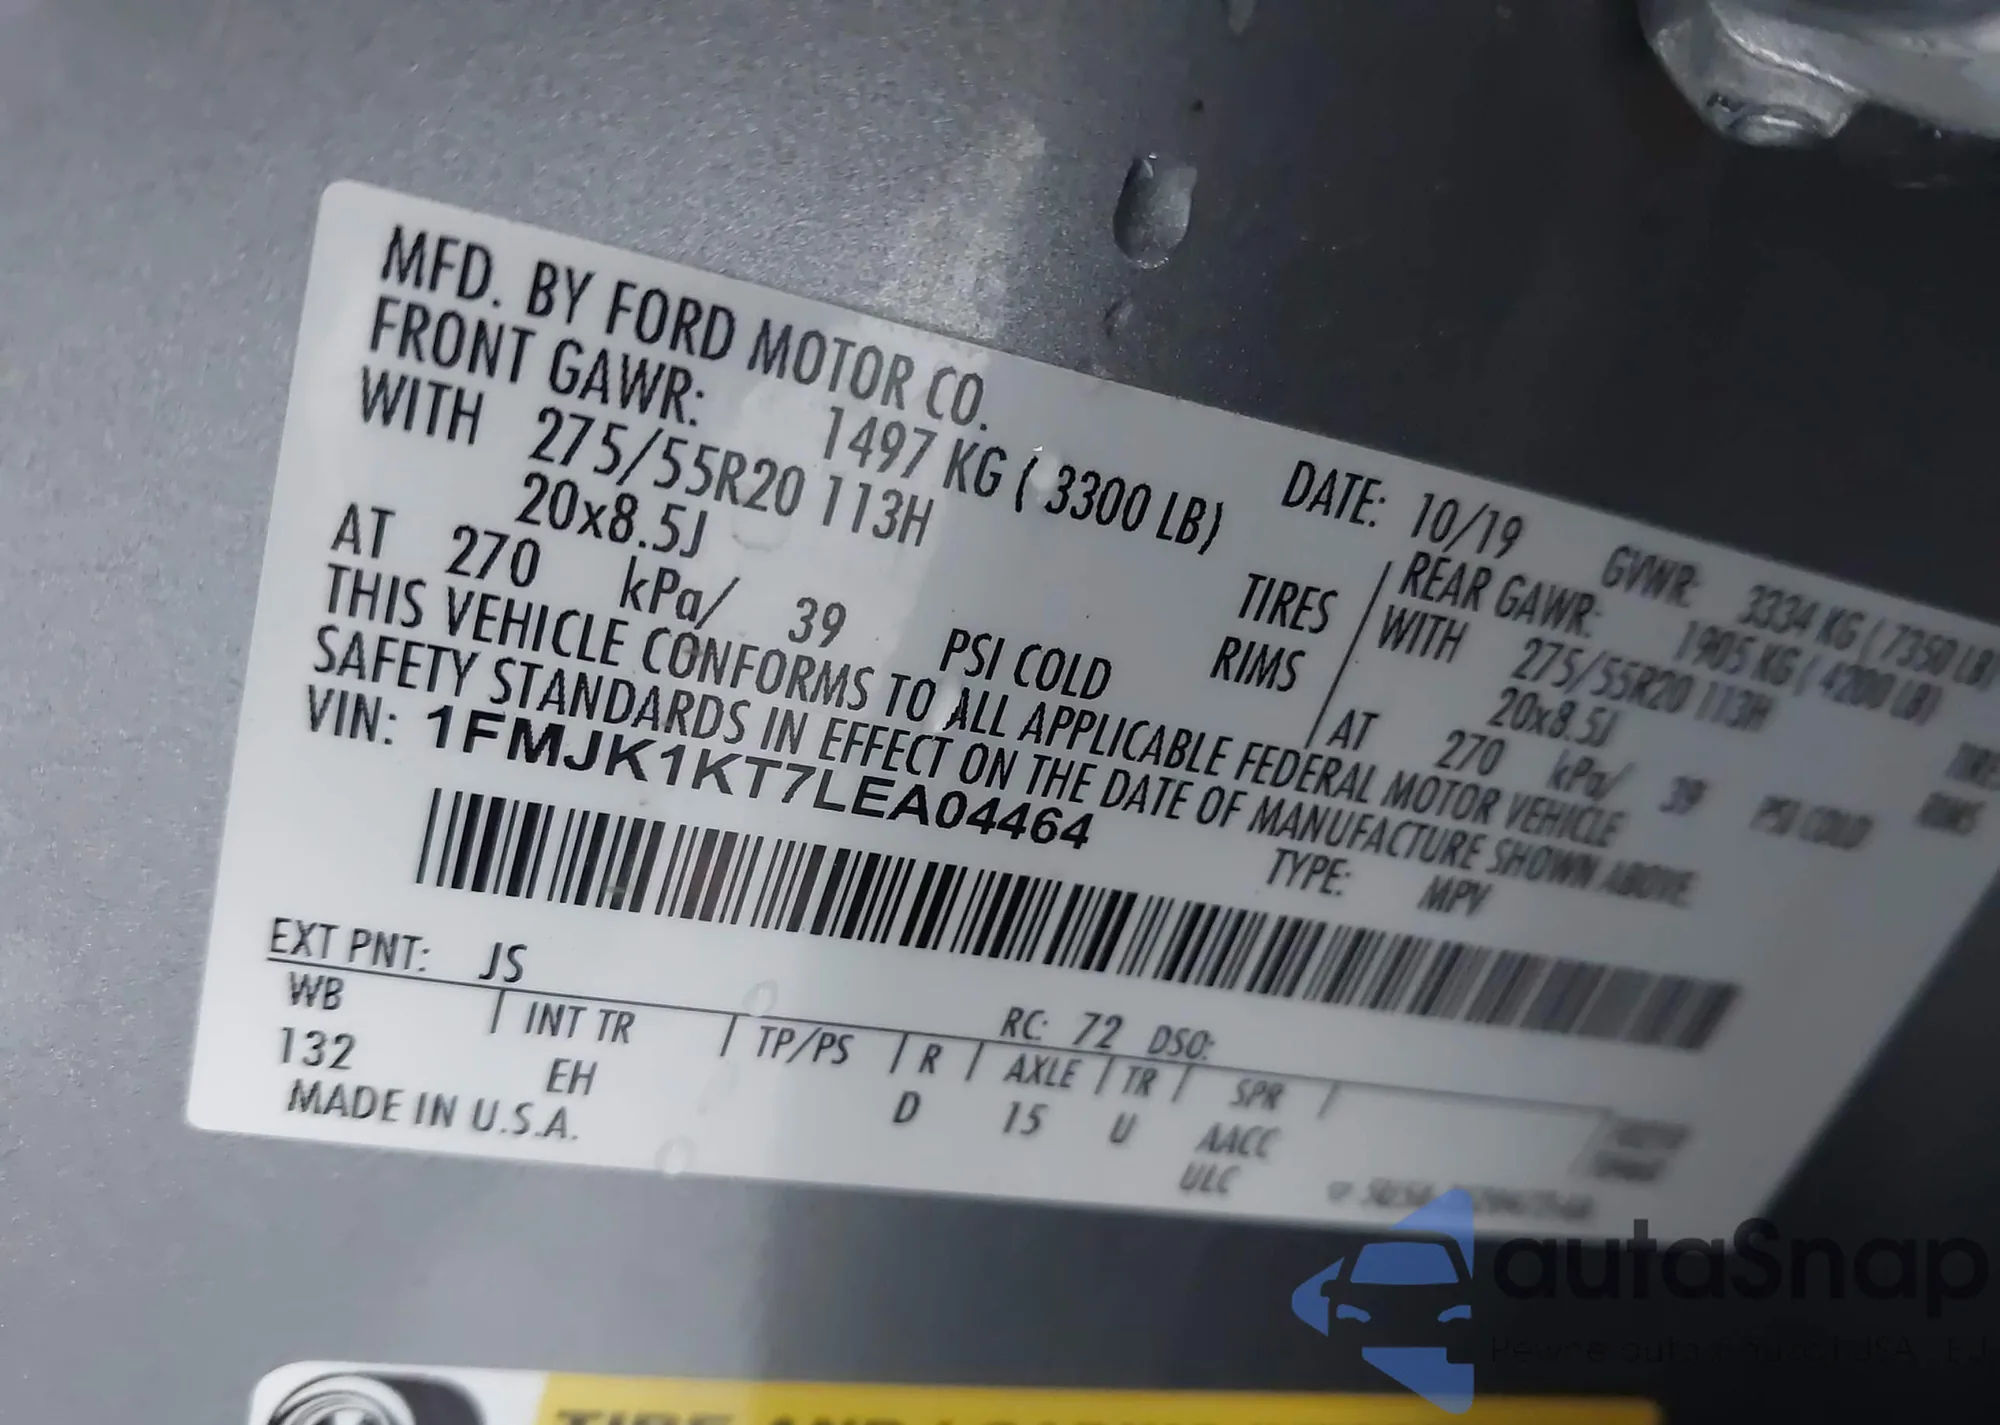 MFD. BY FORD MOTOR CO.
DATE: 10/19 GVWR: 3334 KG ( 7350 LB)
FRONT GAWR: 1497 KG ( 3300 LB) REAR GAWR: 1905 KG ( 4200 LB)
WITH 275/55R20 113H TIRES WITH 275/55R20 113H TIRES
20x8.5J RIMS 20x8.5J RIMS
AT 270 kPa/ 39 PSI COLD AT 270 kPa/ 39 PSI COLD
THIS VEHICLE CONFORMS TO ALL APPLICABLE FEDERAL MOTOR VEHICLE
SAFETY STANDARDS IN EFFECT ON THE DATE OF MANUFACTURE SHOWN ABOVE
VIN: 1FMJK1KT7LEA04464 TYPE: MPV
EXT PNT: JS RC: 72 DSO:
WB INT TR TP/PS R AXLE TR SPR
132 EH D 15 U AACC
MADE IN U.S.A. ULC
autaSnap
TIRE AND